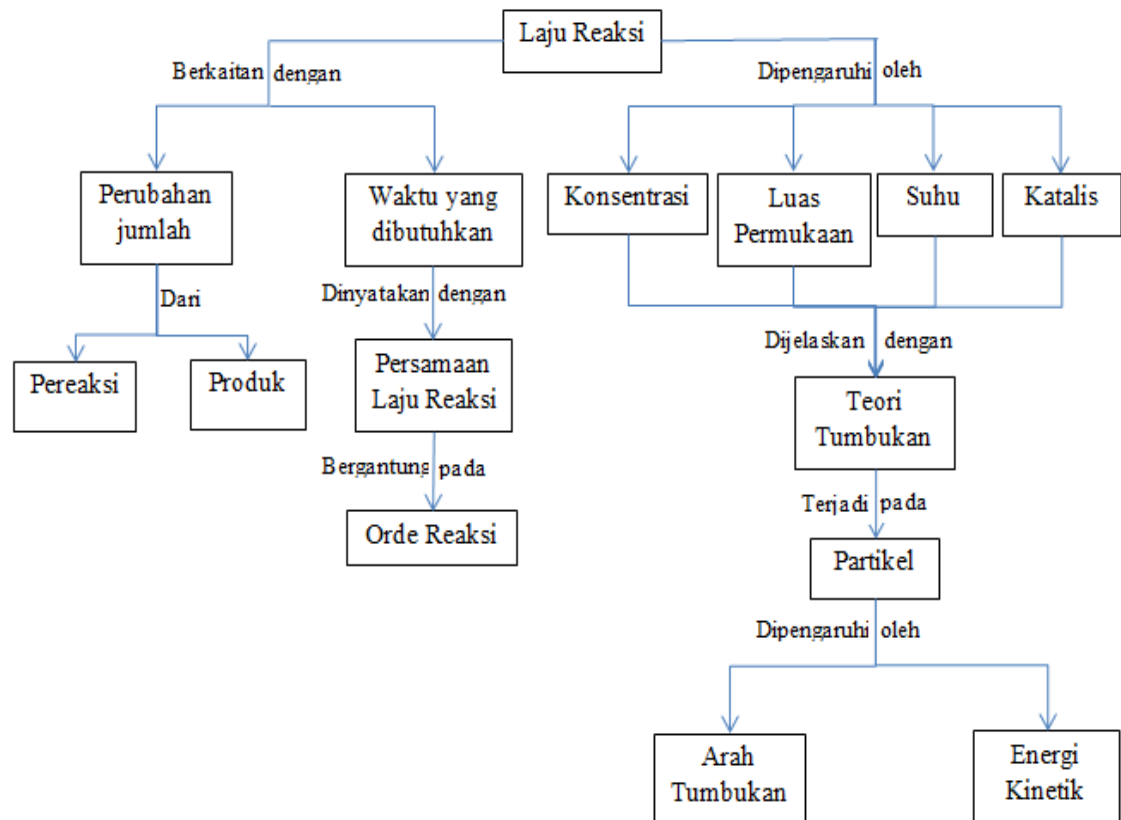 Laju Reaksi
Berkaitan dengan
Dipengaruhi oleh
Perubahan
jumlah
Waktu yang
dibutuhkan
Konsentrasi
Luas
Permukaan
Suhu
Katalis
Dari
Dinyatakan dengan
Pereaksi
Produk
Persamaan
Laju Reaksi
Dijelaskan dengan
Teori
Tumbukan
Bergantung pada
Orde Reaksi
Terjadi pada
Partikel
Dipengaruhi oleh
Arah
Tumbukan
Energi
Kinetik